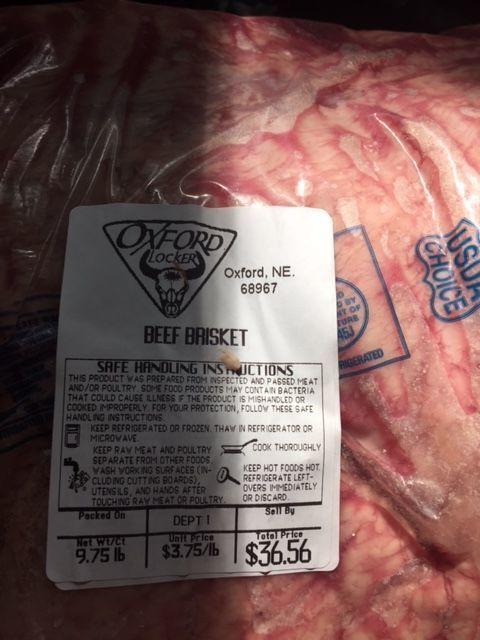 OXFORD
LOCKER
Oxford, NE.
68967
BEEF BRISKET
SAFE HANDLING INSTRUCTIONS
THIS PRODUCT WAS PREPARED FROM INSPECTED AND PASSED MEAT
AND/OR POULTRY. SOME FOOD PRODUCTS MAY CONTAIN BACTERIA
THAT COULD CAUSE ILLNESS IF THE PRODUCT IS MISHANDLED OR
COOKED IMPROPERLY. FOR YOUR PROTECTION, FOLLOW THESE SAFE
HANDLING INSTRUCTIONS.
KEEP REFRIGERATED OR FROZEN. THAW IN REFRIGERATOR OR
MICROWAVE.
KEEP RAW MEAT AND POULTRY
SEPARATE FROM OTHER FOODS.
WASH WORKING SURFACES (IN-
CLUDING CUTTING BOARDS),
UTENSILS, AND HANDS AFTER
TOUCHING RAW MEAT OR POULTRY.
COOK THOROUGHLY
KEEP HOT FOODS HOT.
REFRIGERATE LEFT-
OVERS IMMEDIATELY
OR DISCARD.
Packed On
DEPT 1
Sell By
Net Wt/Ct
9.75 lb
Unit Price
$3.75/lb
Total Price
$36.56
USDA
CHOICE